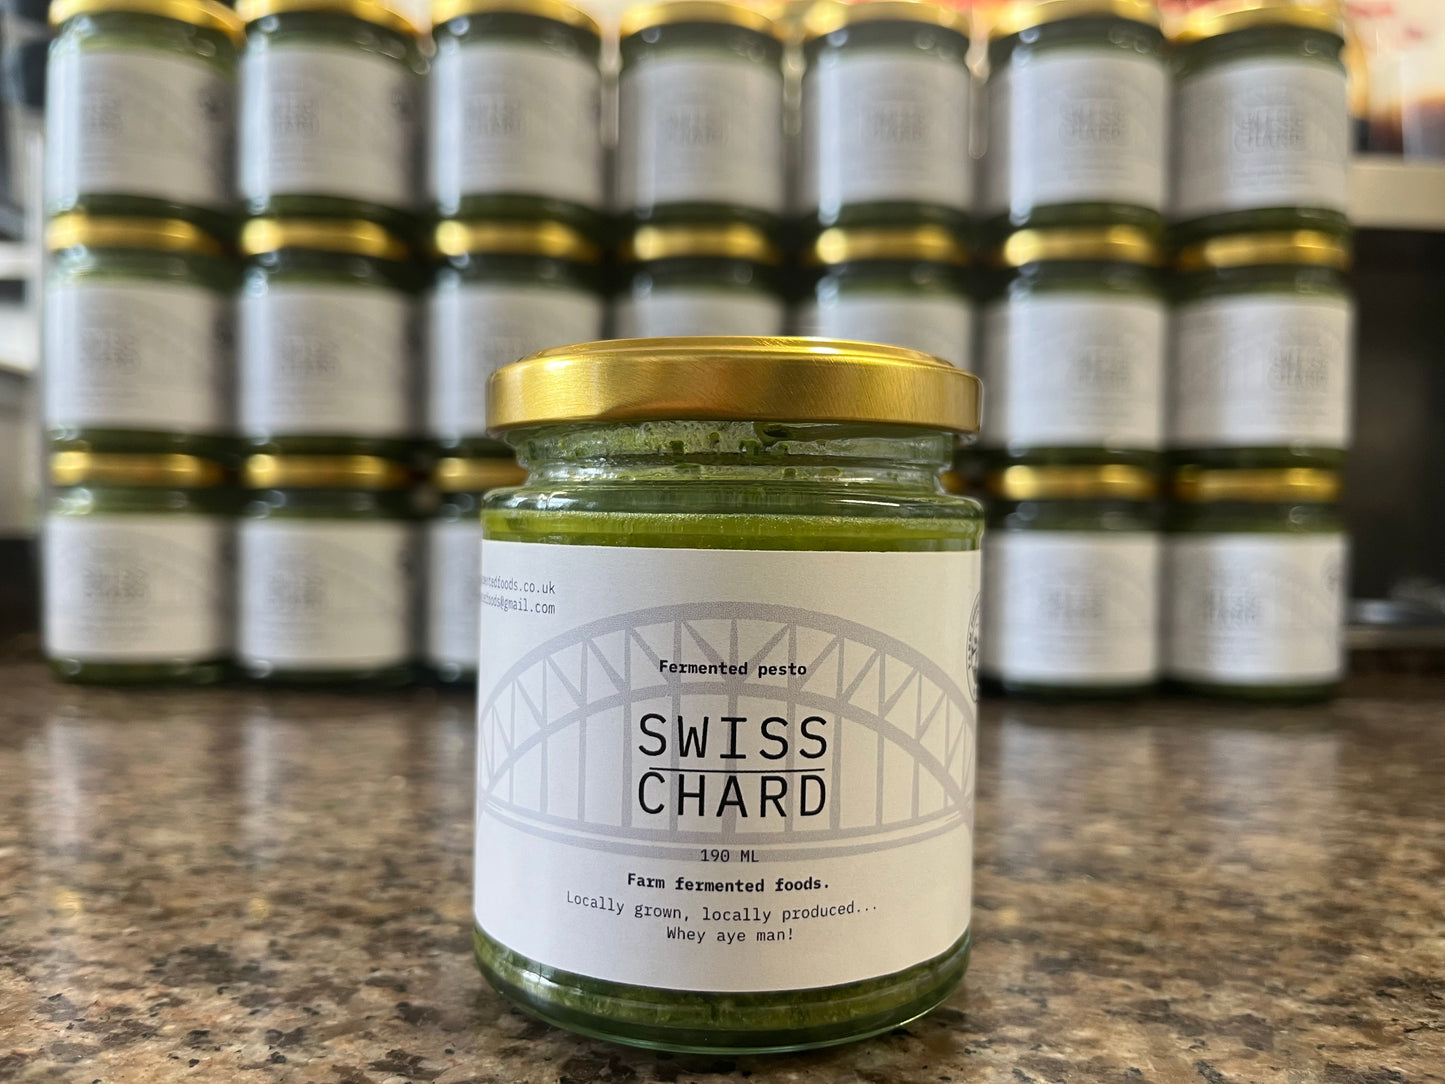 Fermented pesto
SWISS
CHARD
190 ML
Farm fermented foods.
Locally grown, locally produced...
Whey aye man!